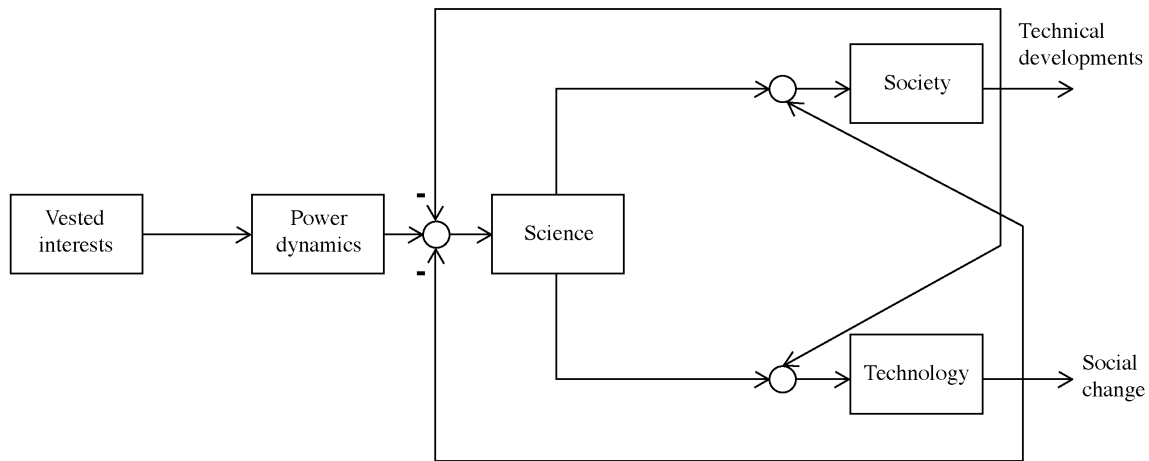 Technical
developments
Society
-
Vested
interests
Power
dynamics
Science
-
Technology
Social
change